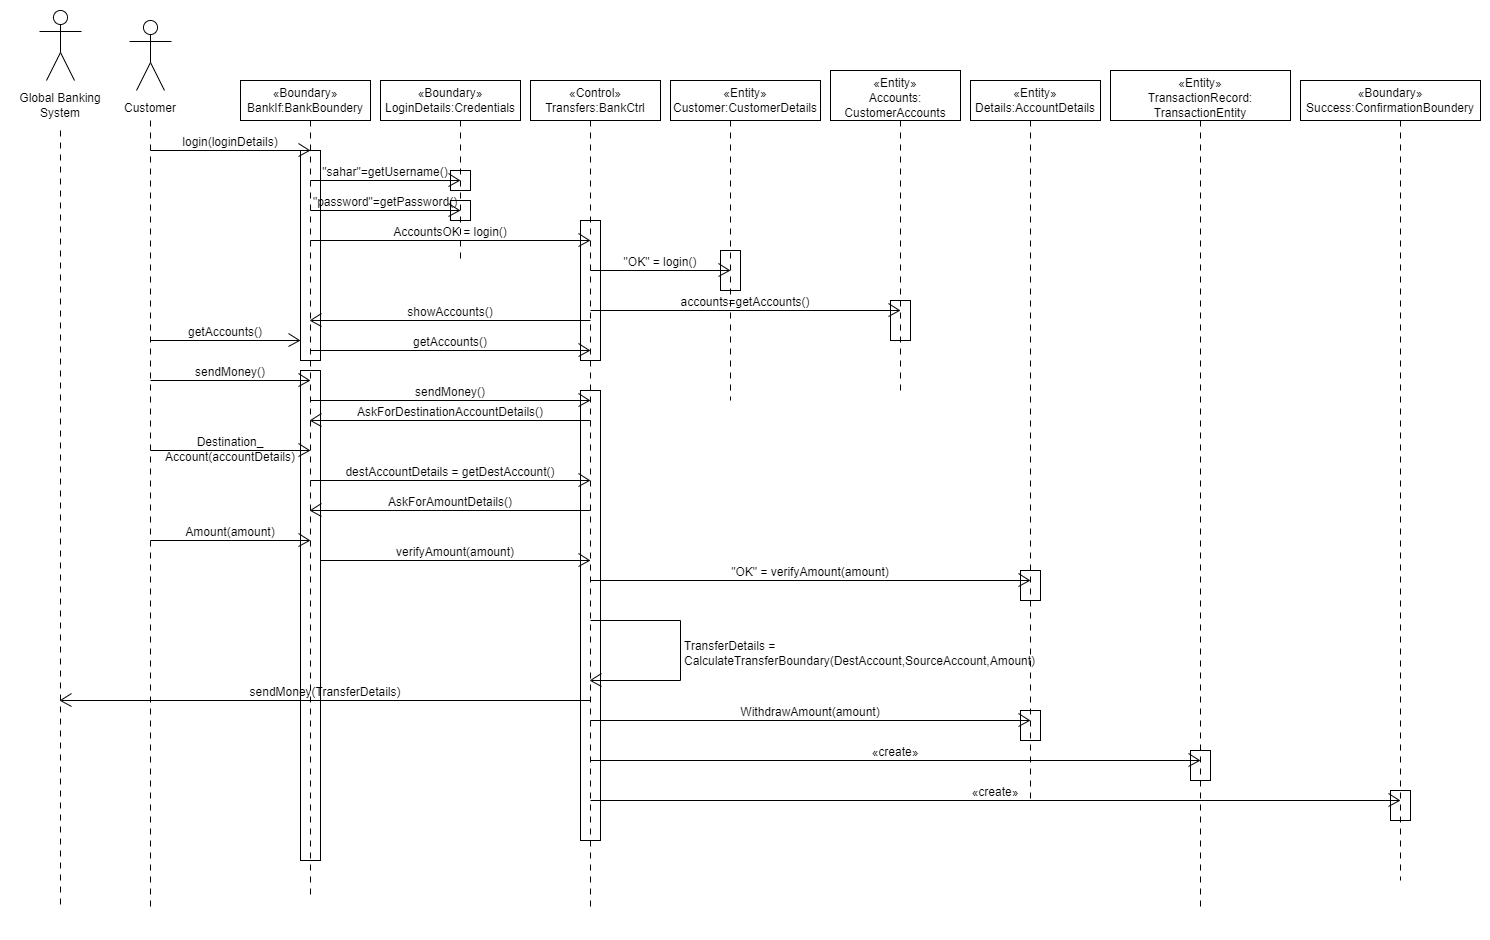 Global Banking
System
Customer
«Boundary»
BankIf:BankBoundery
«Boundary»
LoginDetails:Credentials
«Control»
Transfers:BankCtrl
«Entity»
Customer:CustomerDetails
«Entity»
Accounts:
CustomerAccounts
«Entity»
Details:AccountDetails
«Entity»
TransactionRecord:
TransactionEntity
«Boundary»
Success:ConfirmationBoundery
login(loginDetails)
"sahar"=getUsername()
"password"=getPassword()
AccountsOK = login()
"OK" = login()
accounts=getAccounts()
showAccounts()
getAccounts()
getAccounts()
sendMoney()
sendMoney()
AskForDestinationAccountDetails()
Destination_
Account(accountDetails)
destAccountDetails = getDestAccount()
AskForAmountDetails()
Amount(amount)
verifyAmount(amount)
"OK" = verifyAmount(amount)
TransferDetails =
CalculateTransferBoundary(DestAccount,SourceAccount,Amount)
sendMoney(TransferDetails)
WithdrawAmount(amount)
«create»
«create»